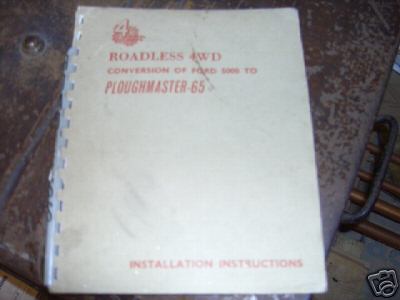 ROADLESS 4WD
CONVERSION OF FORD 5000 TO
PLOUGHMASTER-65
INSTALLATION INSTRUCTIONS